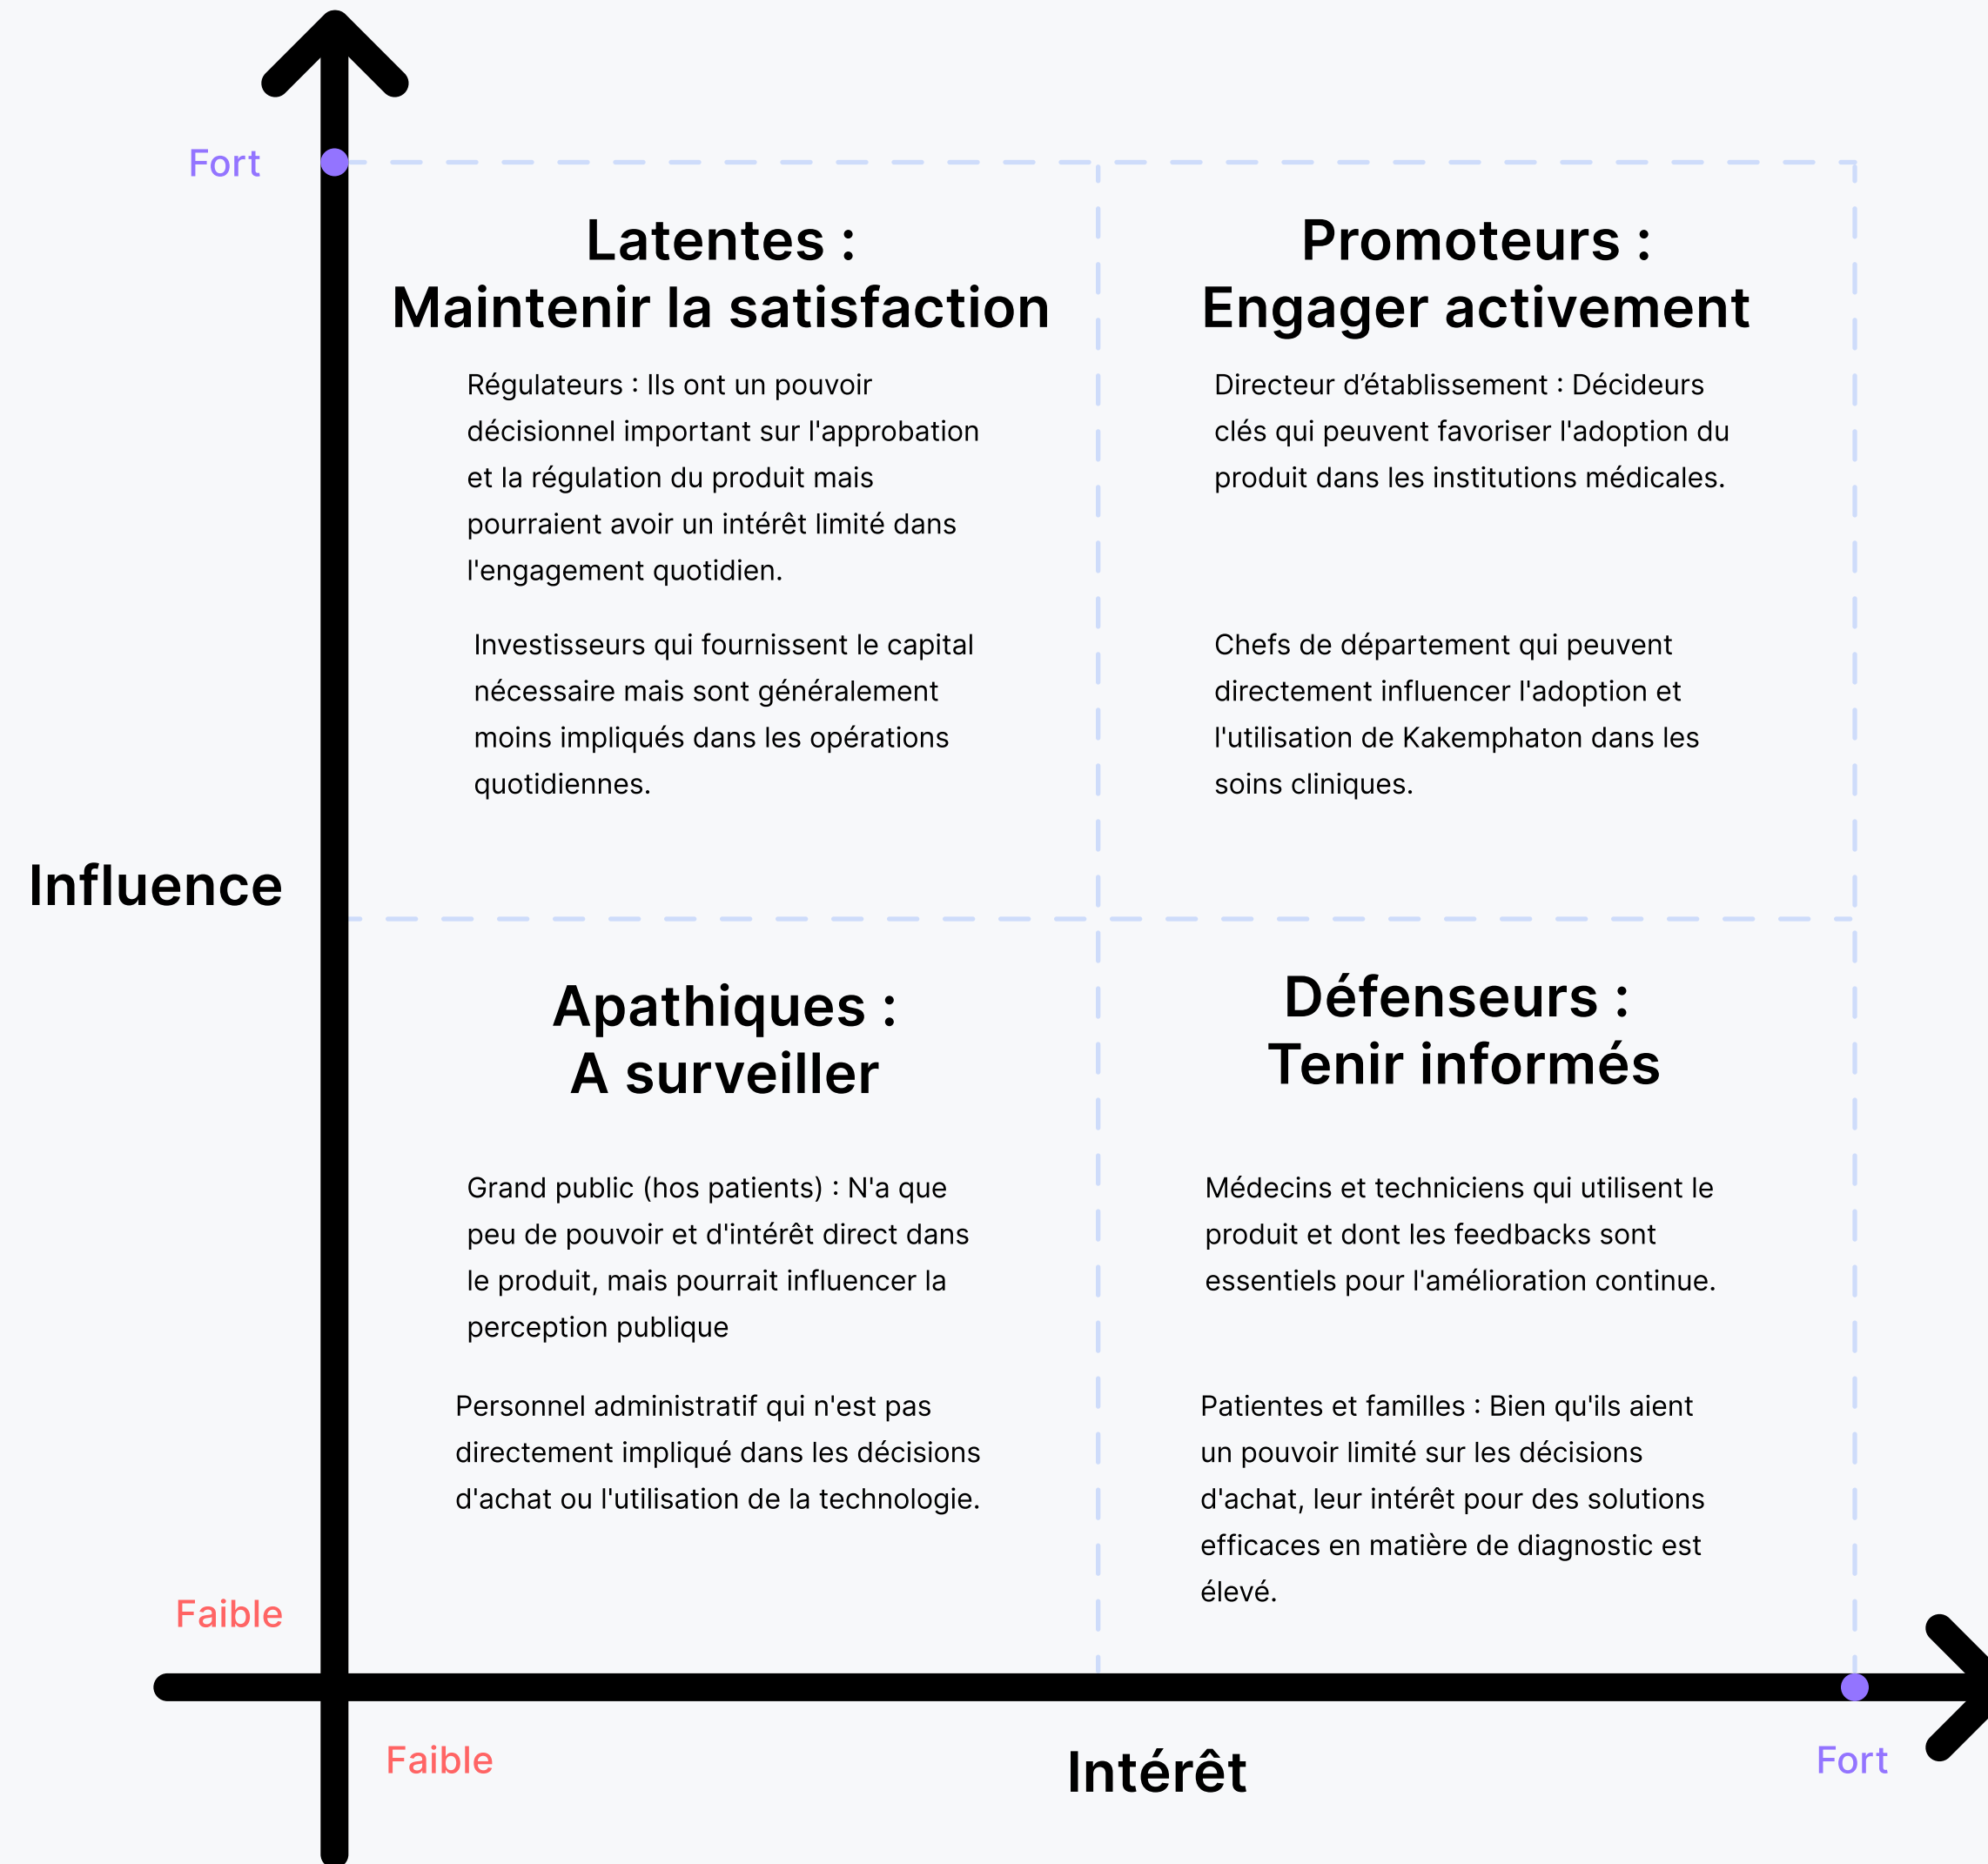 Fort
Latentes :
Maintenir la satisfaction
Régulateurs : Ils ont un pouvoir
décisionnel important sur l'approbation
et la régulation du produit mais
pourraient avoir un intérêt limité dans
l'engagement quotidien.
Investisseurs qui fournissent le capital
nécessaire mais sont généralement
moins impliqués dans les opérations
quotidiennes.
Promoteurs :
Engager activement
Directeur d’établissement : Décideurs
clés qui peuvent favoriser l'adoption du
produit dans les institutions médicales.
Chefs de département qui peuvent
directement influencer l'adoption et
l'utilisation de Kakemphaton dans les
soins cliniques.
Influence
Apathiques :
A surveiller
Grand public (hos patients) : N'a que
peu de pouvoir et d'intérêt direct dans
le produit, mais pourrait influencer la
perception publique
Personnel administratif qui n'est pas
directement impliqué dans les décisions
d'achat ou l'utilisation de la technologie.
Défenseurs :
Tenir informés
Médecins et techniciens qui utilisent le
produit et dont les feedbacks sont
essentiels pour l'amélioration continue.
Patientes et familles : Bien qu'ils aient
un pouvoir limité sur les décisions
d'achat, leur intérêt pour des solutions
efficaces en matière de diagnostic est
élevé.
Faible
Faible
Intérêt
Fort